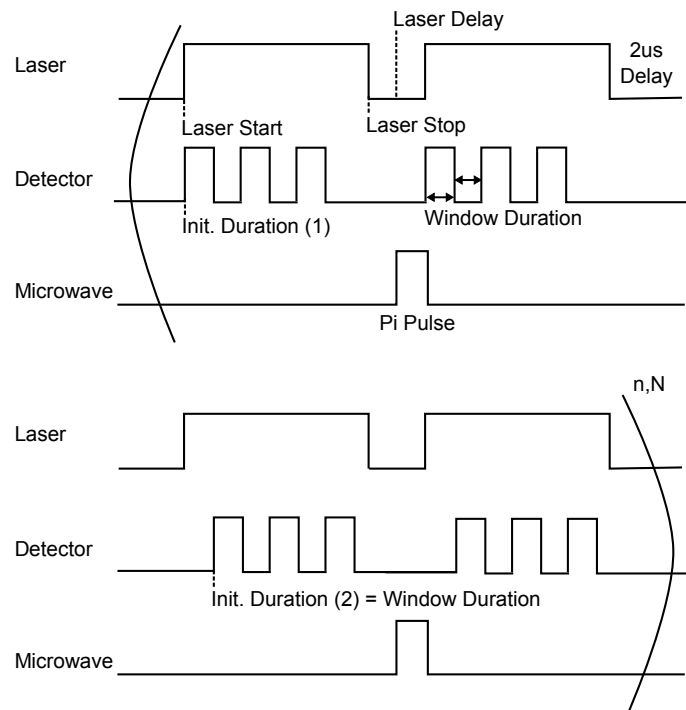 Laser Delay
Laser
2us
Delay
Laser Start
Laser Stop
Detector
Init. Duration (1)
Window Duration
Microwave
Pi Pulse
n,N
Laser
Detector
Init. Duration (2) = Window Duration
Microwave